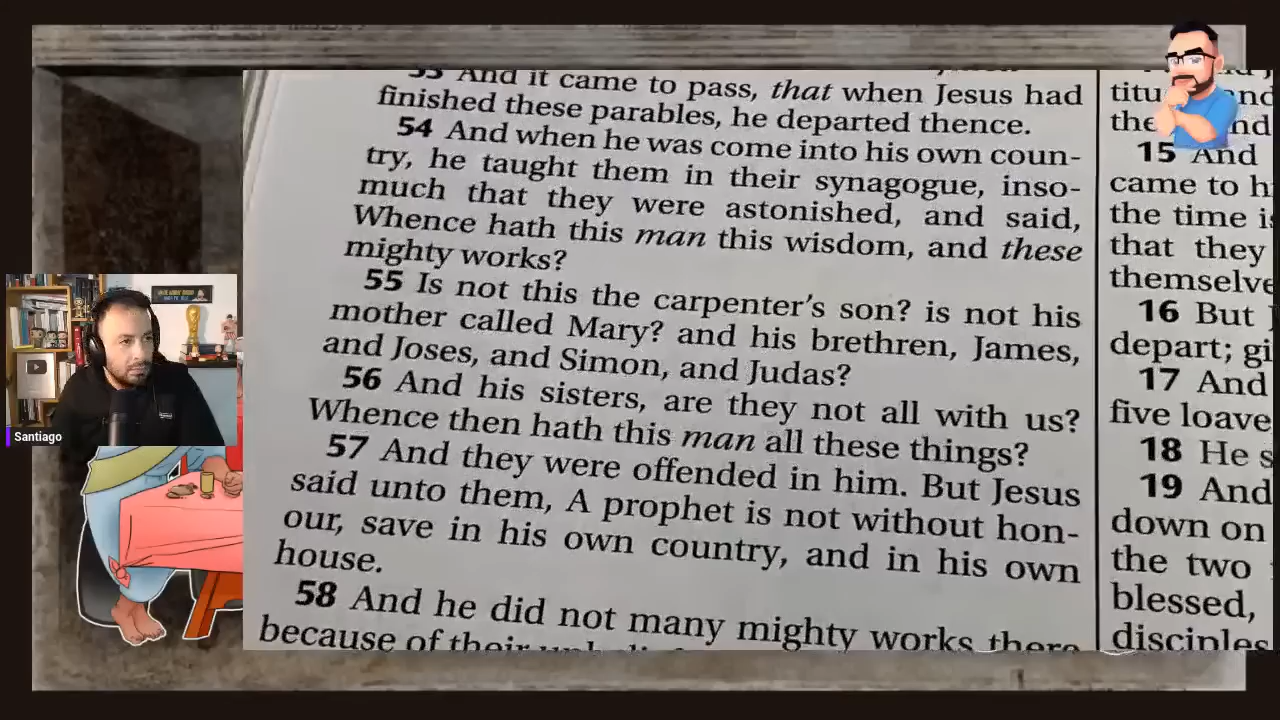 53 And it came to pass, that when Jesus had
finished these parables, he departed thence.
54 And when he was come into his own coun-
try, he taught them in their synagogue, inso-
much that they were astonished, and said,
Whence hath this man this wisdom, and these
mighty works?
55 Is not this the carpenter's son? is not his
mother called Mary? and his brethren, James,
and Joses, and Simon, and Judas?
56 And his sisters, are they not all with us?
Whence then hath this man all these things?
57 And they were offended in him. But Jesus
said unto them, A prophet is not without hon-
our, save in his own country, and in his own
house.
58 And he did not many mighty works there
because of their
15 And
came to
the time
that they
16 But
depart;
17 And
five
18 He
19 And
down on
the two
blessed,
disciples
Santiago